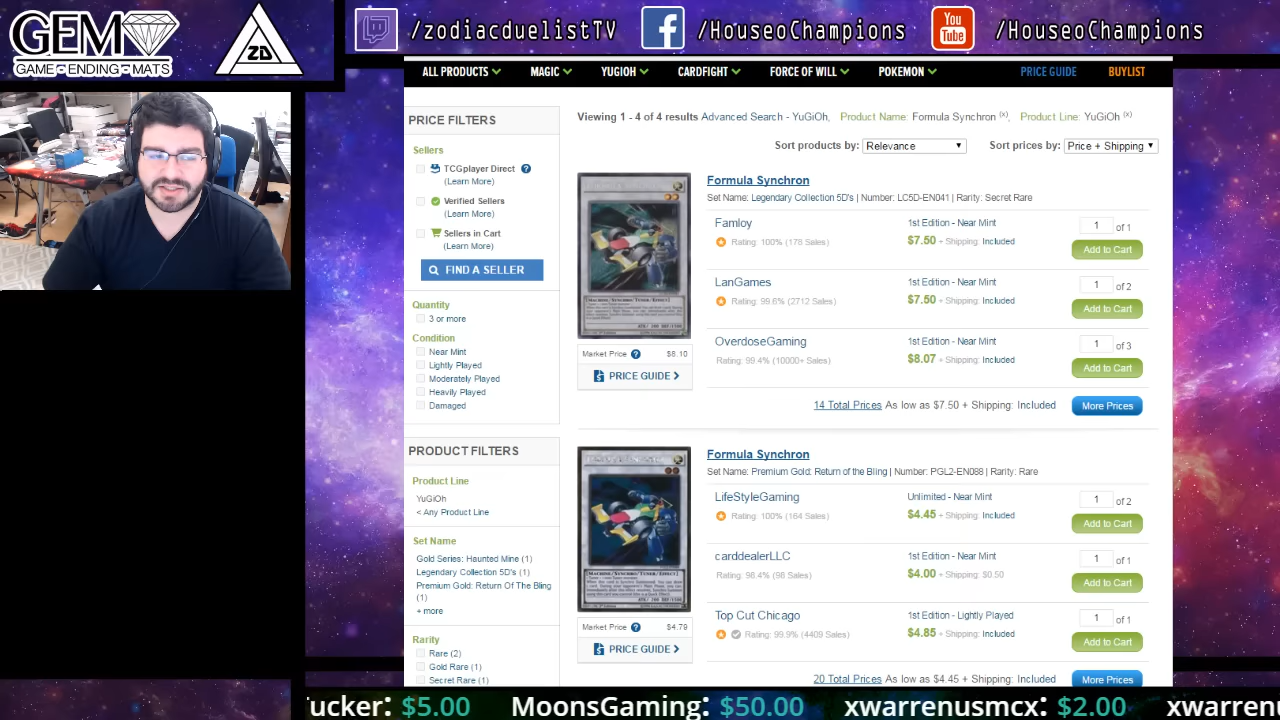 GEM
GAME-ENDING-MATS
ZD
/zodiacduelistTV
/HouseoChampions
You
Tube
/HouseoChampions
ALL PRODUCTS
MAGIC
YUGIOH
CARDFIGHT
FORCE OF WILL
POKEMON
PRICE GUIDE
BUYLIST
PRICE FILTERS
Sellers
TCGplayer Direct
(Learn More)
Verified Sellers
(Learn More)
Sellers in Cart
(Learn More)
FIND A SELLER
Quantity
3 or more
Condition
Near Mint
Lightly Played
Moderately Played
Heavily Played
Damaged
PRODUCT FILTERS
Product Line
YuGiOh
< Any Product Line
Set Name
Gold Series: Haunted Mine (1)
Legendary Collection 5D's (1)
Premium Gold: Return Of The Bling
(1)
+ more
Rarity
Rare (2)
Gold Rare (1)
Secret Rare (1)
Viewing 1 - 4 of 4 results Advanced Search - YuGiOh, Product Name: Formula Synchron (x), Product Line: YuGiOh (x)
Sort products by: Relevance Sort prices by: Price + Shipping
Formula Synchron
Set Name: Legendary Collection 5D's | Number: LC5D-EN041 | Rarity: Secret Rare
Market Price ? $8.10
PRICE GUIDE
Famloy 1st Edition - Near Mint 1 of 1
Rating: 100% (178 Sales) $7.50 + Shipping: Included Add to Cart
LanGames 1st Edition - Near Mint 1 of 2
Rating: 99.6% (2712 Sales) $7.50 + Shipping: Included Add to Cart
OverdoseGaming 1st Edition - Near Mint 1 of 3
Rating: 99.4% (10000+ Sales) $8.07 + Shipping: Included Add to Cart
14 Total Prices As low as $7.50 + Shipping: Included More Prices
Formula Synchron
Set Name: Premium Gold: Return of the Bling | Number: PGL2-EN088 | Rarity: Rare
Market Price ? $4.79
PRICE GUIDE
LifeStyleGaming Unlimited - Near Mint 1 of 2
Rating: 100% (164 Sales) $4.45 + Shipping: Included Add to Cart
carddealerLLC 1st Edition - Near Mint 1 of 1
Rating: 98.4% (98 Sales) $4.00 + Shipping: $0.50 Add to Cart
Top Cut Chicago 1st Edition - Lightly Played 1 of 1
Rating: 99.9% (4409 Sales) $4.85 + Shipping: Included Add to Cart
20 Total Prices As low as $4.45 + Shipping: Included More Prices
ucker: $5.00 MoonsGaming: $50.00 xwarrenusmcx: $2.00 xwarrenu